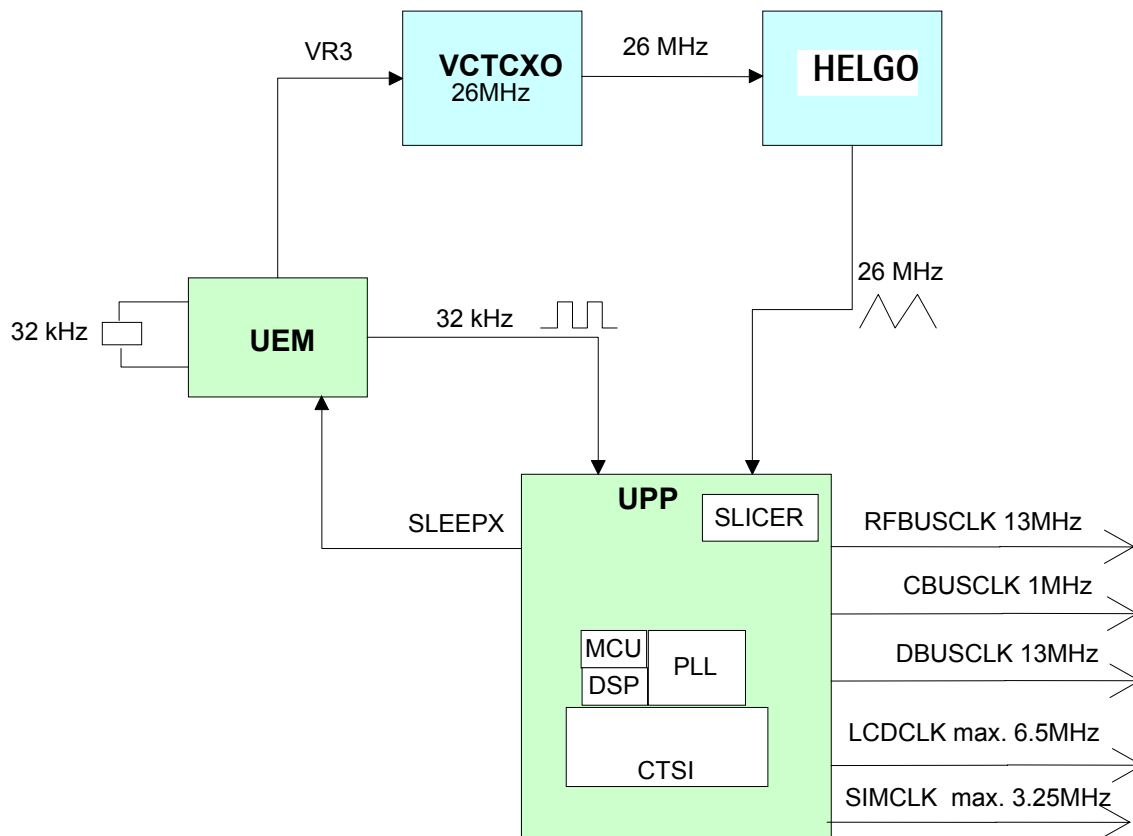 VR3
VCTCXO
26MHz
26 MHz
HELGO
26 MHz
32 kHz
UEM
32 kHz
UPP
SLICER
SLEEPX
RFBUSCLK 13MHz
CBUSCLK 1MHz
MCU
PLL
DSP
DBUSCLK 13MHz
LCDCLK max. 6.5MHz
CTSI
SIMCLK max. 3.25MHz